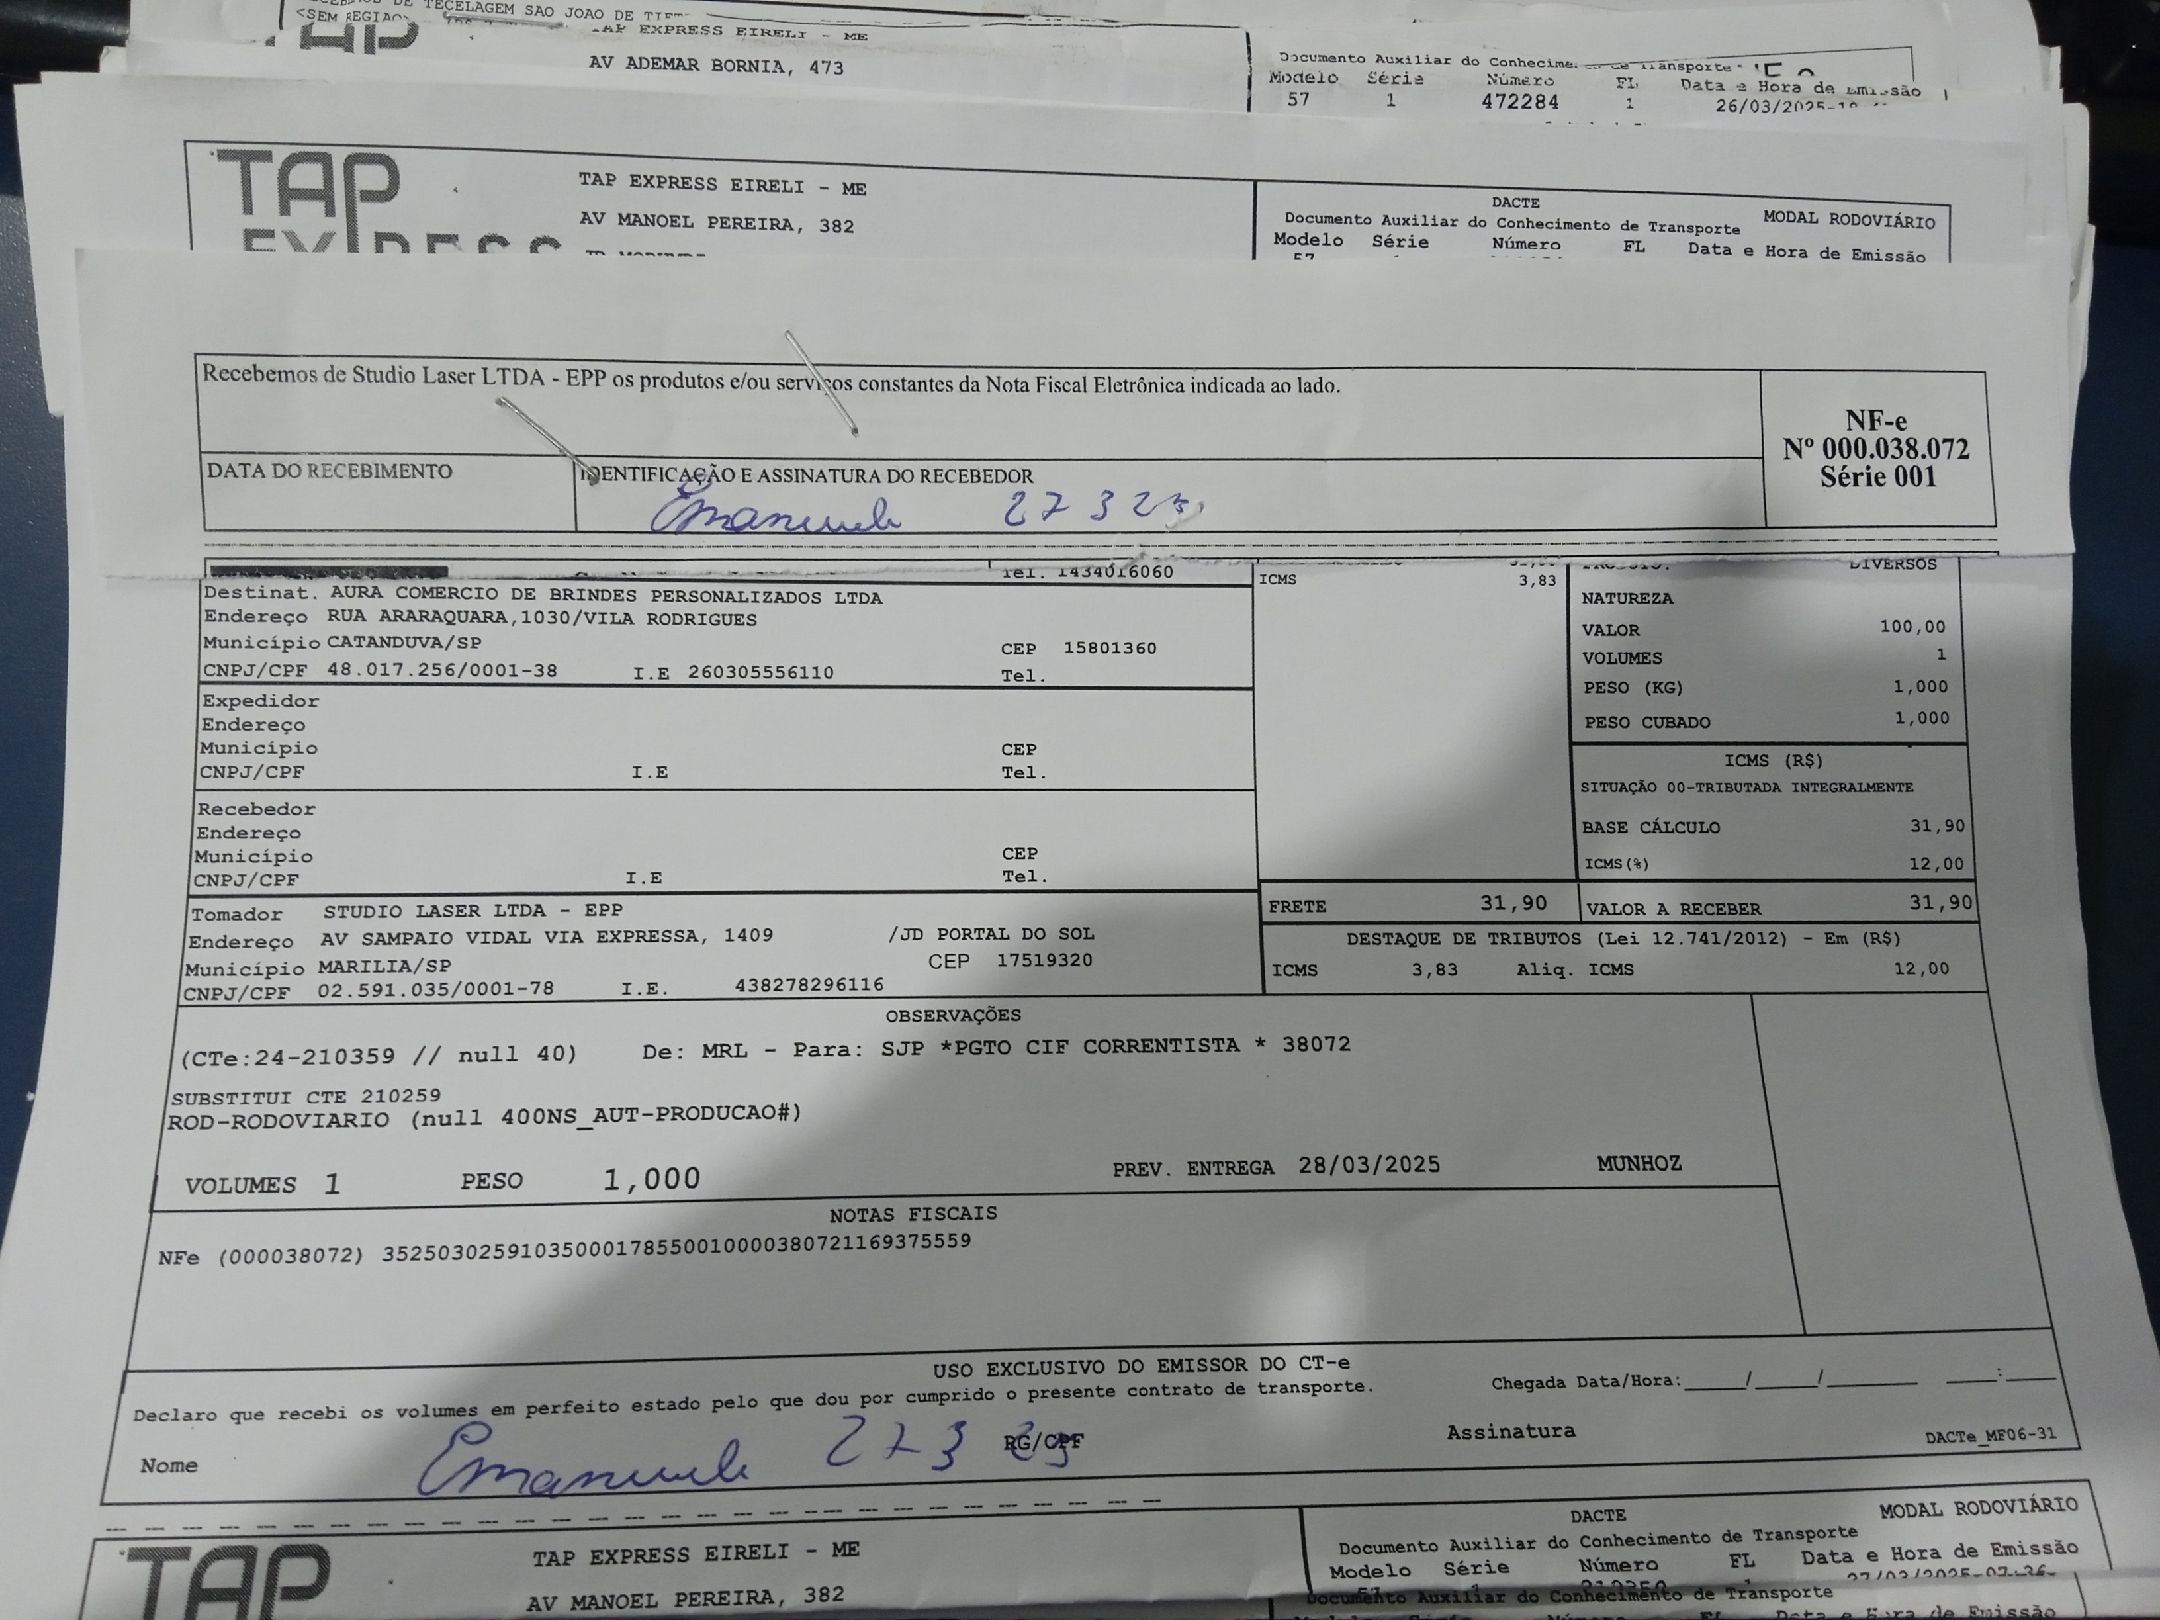 TECELAGEM SAO JOAO DE
<SEM REGIAO>
TAP
EXPRESS EIRELI - ME
AV ADEMAR BORNIA, 473
Documento Auxiliar do
Modelo Série Número FL Data e Hora de Emissão
57 1 472284 1 26/03/2025
TAP
EXPRESS
TAP EXPRESS EIRELI - ME
AV MANOEL PEREIRA, 382
DACTE
MODAL RODOVIÁRIO
Documento Auxiliar do Conhecimento de Transporte
Modelo Série Número FL Data e Hora de Emissão
57
Recebemos de Studio Laser LTDA - EPP os produtos e/ou serviços constantes da Nota Fiscal Eletrônica indicada ao lado.
NF-e
Nº 000.038.072
Série 001
DATA DO RECEBIMENTO
IDENTIFICAÇÃO E ASSINATURA DO RECEBEDOR
Emanuele 27 3 25
Tel. 1434016060
Destinat. AURA COMERCIO DE BRINDES PERSONALIZADOS LTDA
Endereço RUA ARARAQUARA,1030/VILA RODRIGUES
Município CATANDUVA/SP CEP 15801360
CNPJ/CPF 48.017.256/0001-38 I.E 260305556110 Tel.
Expedidor
Endereço
Município CEP
CNPJ/CPF I.E Tel.
Recebedor
Endereço
Município CEP
CNPJ/CPF I.E Tel.
Tomador STUDIO LASER LTDA - EPP
Endereço AV SAMPAIO VIDAL VIA EXPRESSA, 1409 /JD PORTAL DO SOL
Município MARILIA/SP CEP 17519320
CNPJ/CPF 02.591.035/0001-78 I.E. 438278296116
ICMS 3,83
DIVERSOS
NATUREZA
VALOR 100,00
VOLUMES 1
PESO (KG) 1,000
PESO CUBADO 1,000
ICMS (R$)
SITUAÇÃO 00-TRIBUTADA INTEGRALMENTE
BASE CÁLCULO 31,90
ICMS(%) 12,00
FRETE 31,90 VALOR A RECEBER 31,90
DESTAQUE DE TRIBUTOS (Lei 12.741/2012) - Em (R$)
ICMS 3,83 Aliq. ICMS 12,00
OBSERVAÇÕES
(CTe:24-210359 // null 40) De: MRL - Para: SJP *PGTO CIF CORRENTISTA * 38072
SUBSTITUI CTE 210259
ROD-RODOVIARIO (null 400NS_AUT-PRODUCAO#)
VOLUMES 1 PESO 1,000 PREV. ENTREGA 28/03/2025 MUNHOZ
NOTAS FISCAIS
NFe (000038072) 35250302591035000178550010000380721169375559
USO EXCLUSIVO DO EMISSOR DO CT-e
Declaro que recebi os volumes em perfeito estado pelo que dou por cumprido o presente contrato de transporte.
Chegada Data/Hora:____/____/________ ____:____
Nome Emanuele 27 3 25 RG/CPF Assinatura
DACTe_MF06-31
TAP
TAP EXPRESS EIRELI - ME
AV MANOEL PEREIRA, 382
DACTE
MODAL RODOVIÁRIO
Documento Auxiliar do Conhecimento de Transporte
Modelo Série Número FL Data e Hora de Emissão
Documento Auxiliar do Conhecimento de Transporte